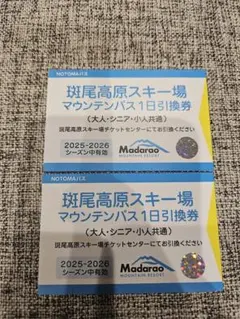 NOTOMAパス
斑尾高原スキー場
マウンテンパス1日引換券
(大人・シニア・小人共通)
斑尾高原スキー場チケットセンターにてお引換ください
2025-2026
シーズン中有効
Madarao
MOUNTAIN RESORT
NOTOMAパス
斑尾高原スキー場
マウンテンパス1日引換券
(大人・シニア・小人共通)
斑尾高原スキー場チケットセンターにてお引換ください
2025-2026
シーズン中有効
Madarao
MOUNTAIN RESORT